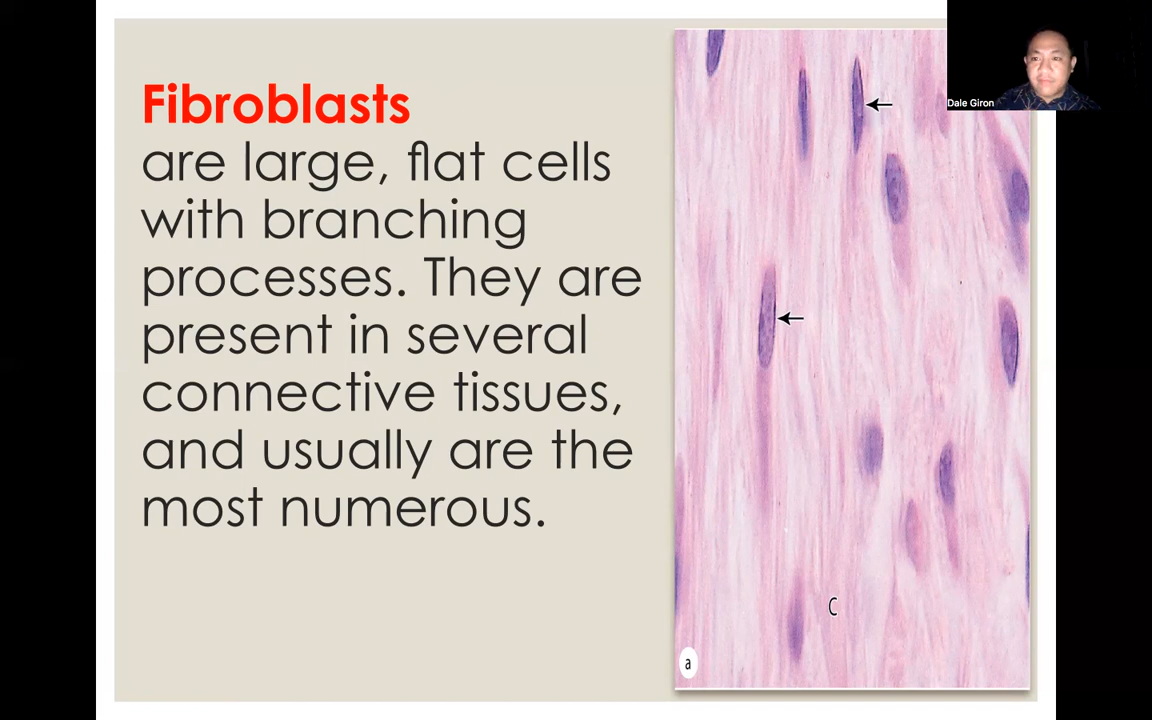 Fibroblasts
are large, flat cells
with branching
processes. They are
present in several
connective tissues,
and usually are the
most numerous.
Dale Giron
C
a